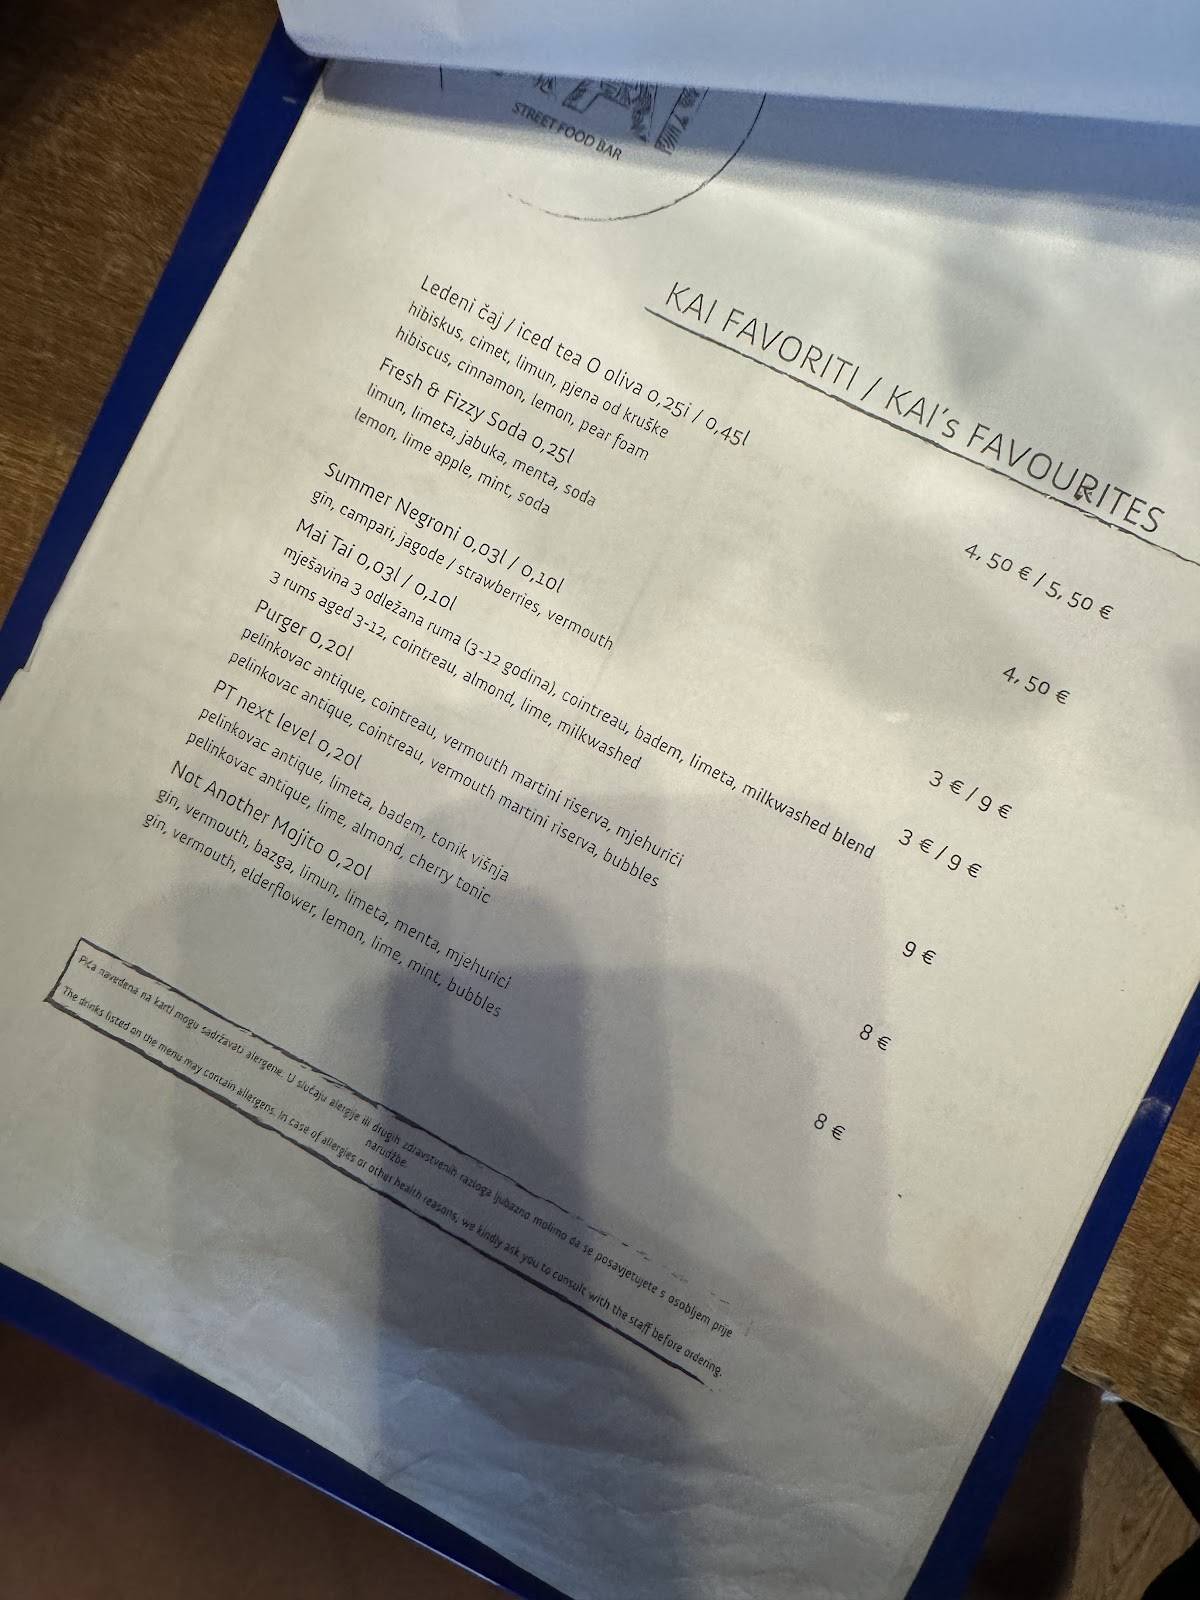 STREET FOOD BAR
KAI FAVORITI / KAI's FAVOURITES
Ledeni čaj / iced tea O oliva 0,25i / 0,45l 4,50 € / 5,50 €
hibiskus, cimet, limun, pjena od kruške
hibiscus, cinnamon, lemon, pear foam
Fresh & Fizzy Soda 0,25l 4,50 €
limun, limeta, jabuka, menta, soda
lemon, lime apple, mint, soda
Summer Negroni 0,03l / 0,10l 3 € / 9 €
gin, campari, jagode / strawberries, vermouth
Mai Tai 0,03l / 0,10l 3 € / 9 €
mješavina 3 odležana ruma (3-12 godina), cointreau, badem, limeta, milkwashed blend
3 rums aged 3-12, cointreau, almond, lime, milkwashed
Purger 0,20l 9 €
pelinkovac antique, cointreau, vermouth martini riserva, mjehurići
pelinkovac antique, cointreau, vermouth martini riserva, bubbles
PT next level 0,20l 8 €
pelinkovac antique, limeta, badem, tonik višnja
pelinkovac antique, lime, almond, cherry tonic
Not Another Mojito 0,20l 8 €
gin, vermouth, bazga, limun, limeta, menta, mjehurici
gin, vermouth, elderflower, lemon, lime, mint, bubbles
Pića navedena na karti mogu sadržavati alergene. U slučaju alergije ili drugih zdravstvenih razloga ljubazno molimo da se posavjetujete s osobljem prije
narudžbe.
The drinks listed on the menu may contain allergens. In case of allergies or other health reasons, we kindly ask you to consult with the staff before ordering.